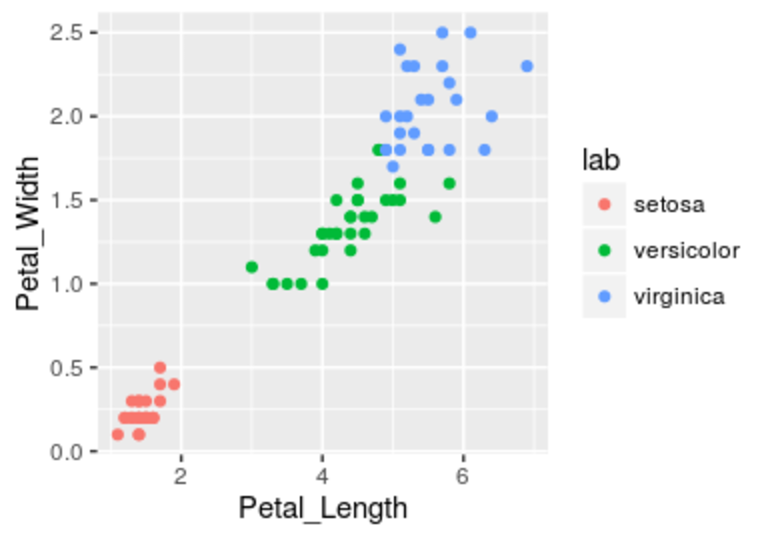 2.5
2.0
1.5
1.0
0.5
0.0
Petal_Width
2 4 6
Petal_Length
lab
setosa
versicolor
virginica